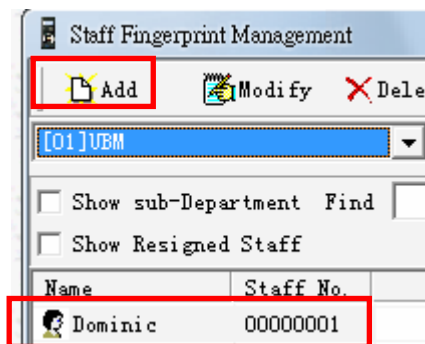 Staff Fingerprint Management
Add Modify Dele
[01]UBM
Show sub-Department Find
Show Resigned Staff
Name Staff No.
Dominic 00000001